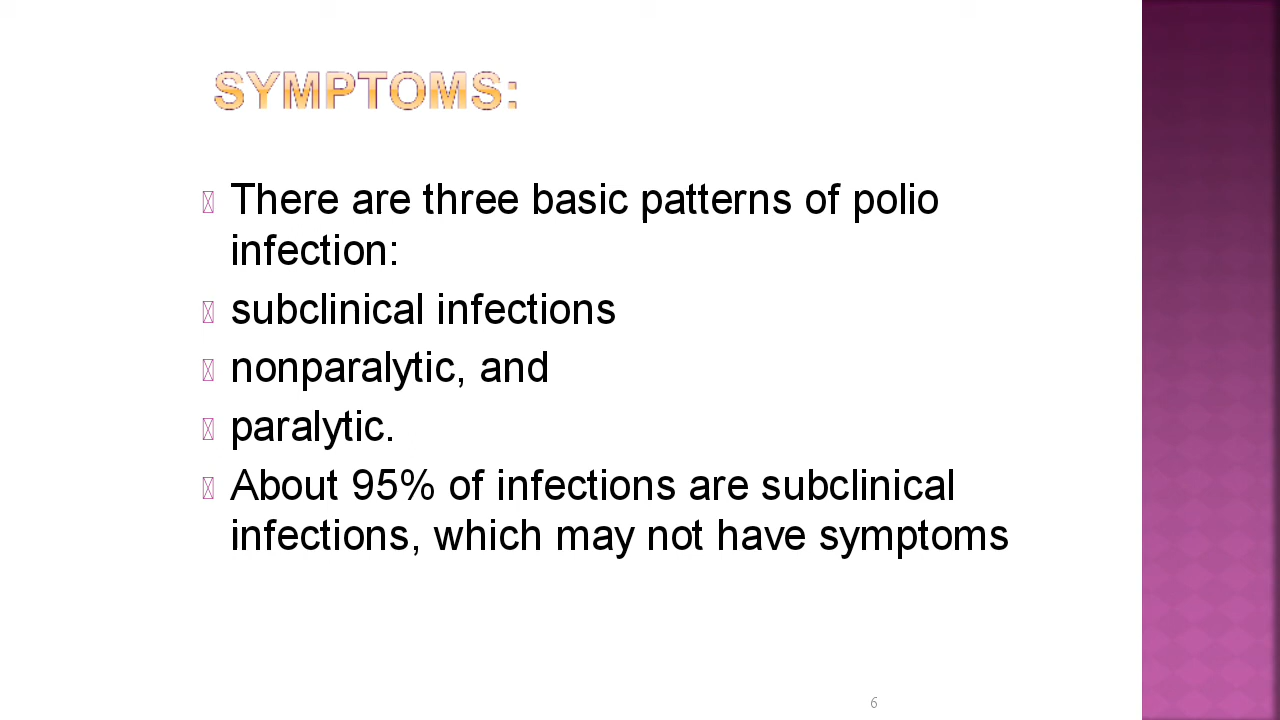 SYMPTOMS:
There are three basic patterns of polio
infection:
subclinical infections
nonparalytic, and
paralytic.
About 95% of infections are subclinical
infections, which may not have symptoms
6